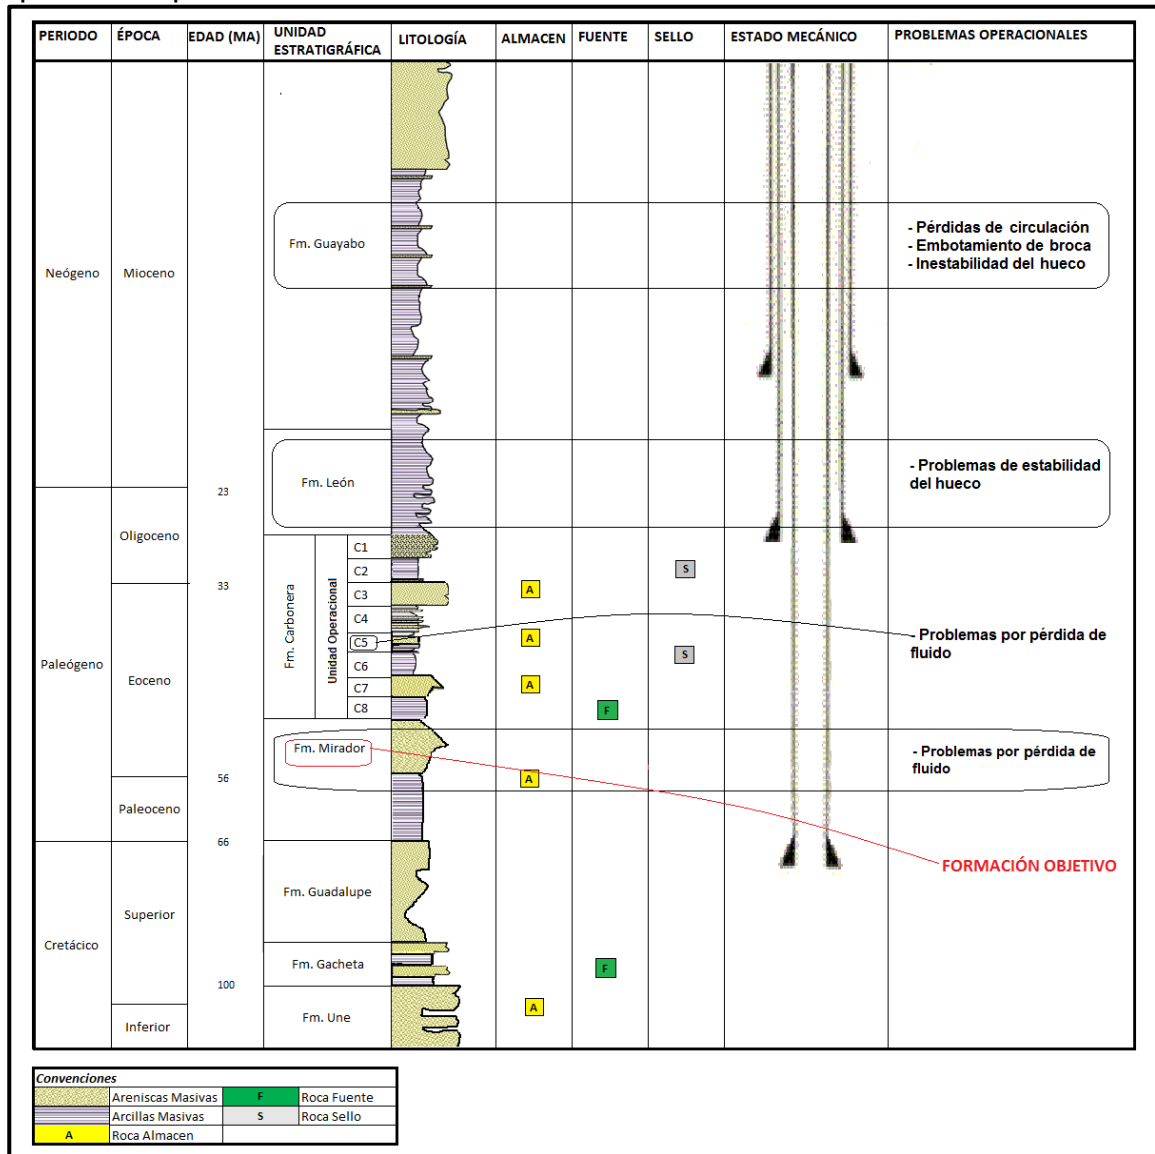 PERIODO ÉPOCA EDAD (MA) UNIDAD ESTRATIGRÁFICA LITOLOGÍA ALMACEN FUENTE SELLO ESTADO MECÁNICO PROBLEMAS OPERACIONALES
Neógeno
Mioceno
Fm. Guayabo
- Pérdidas de circulación
- Embotamiento de broca
- Inestabilidad del hueco
Fm. León
- Problemas de estabilidad
del hueco
23
Oligoceno
Fm. Carbonera
Unidad Operacional
C1
C2
S
33
C3
A
C4
C5
A
- Problemas por pérdida de
fluido
Paleógeno
Eoceno
C6
S
C7
A
C8
F
Fm. Mirador
- Problemas por pérdida de
fluido
56
A
Paleoceno
66
FORMACIÓN OBJETIVO
Fm. Guadalupe
Superior
Cretácico
Fm. Gacheta
F
100
Fm. Une
A
Inferior
Convenciones
Areniscas Masivas F Roca Fuente
Arcillas Masivas S Roca Sello
A Roca Almacen